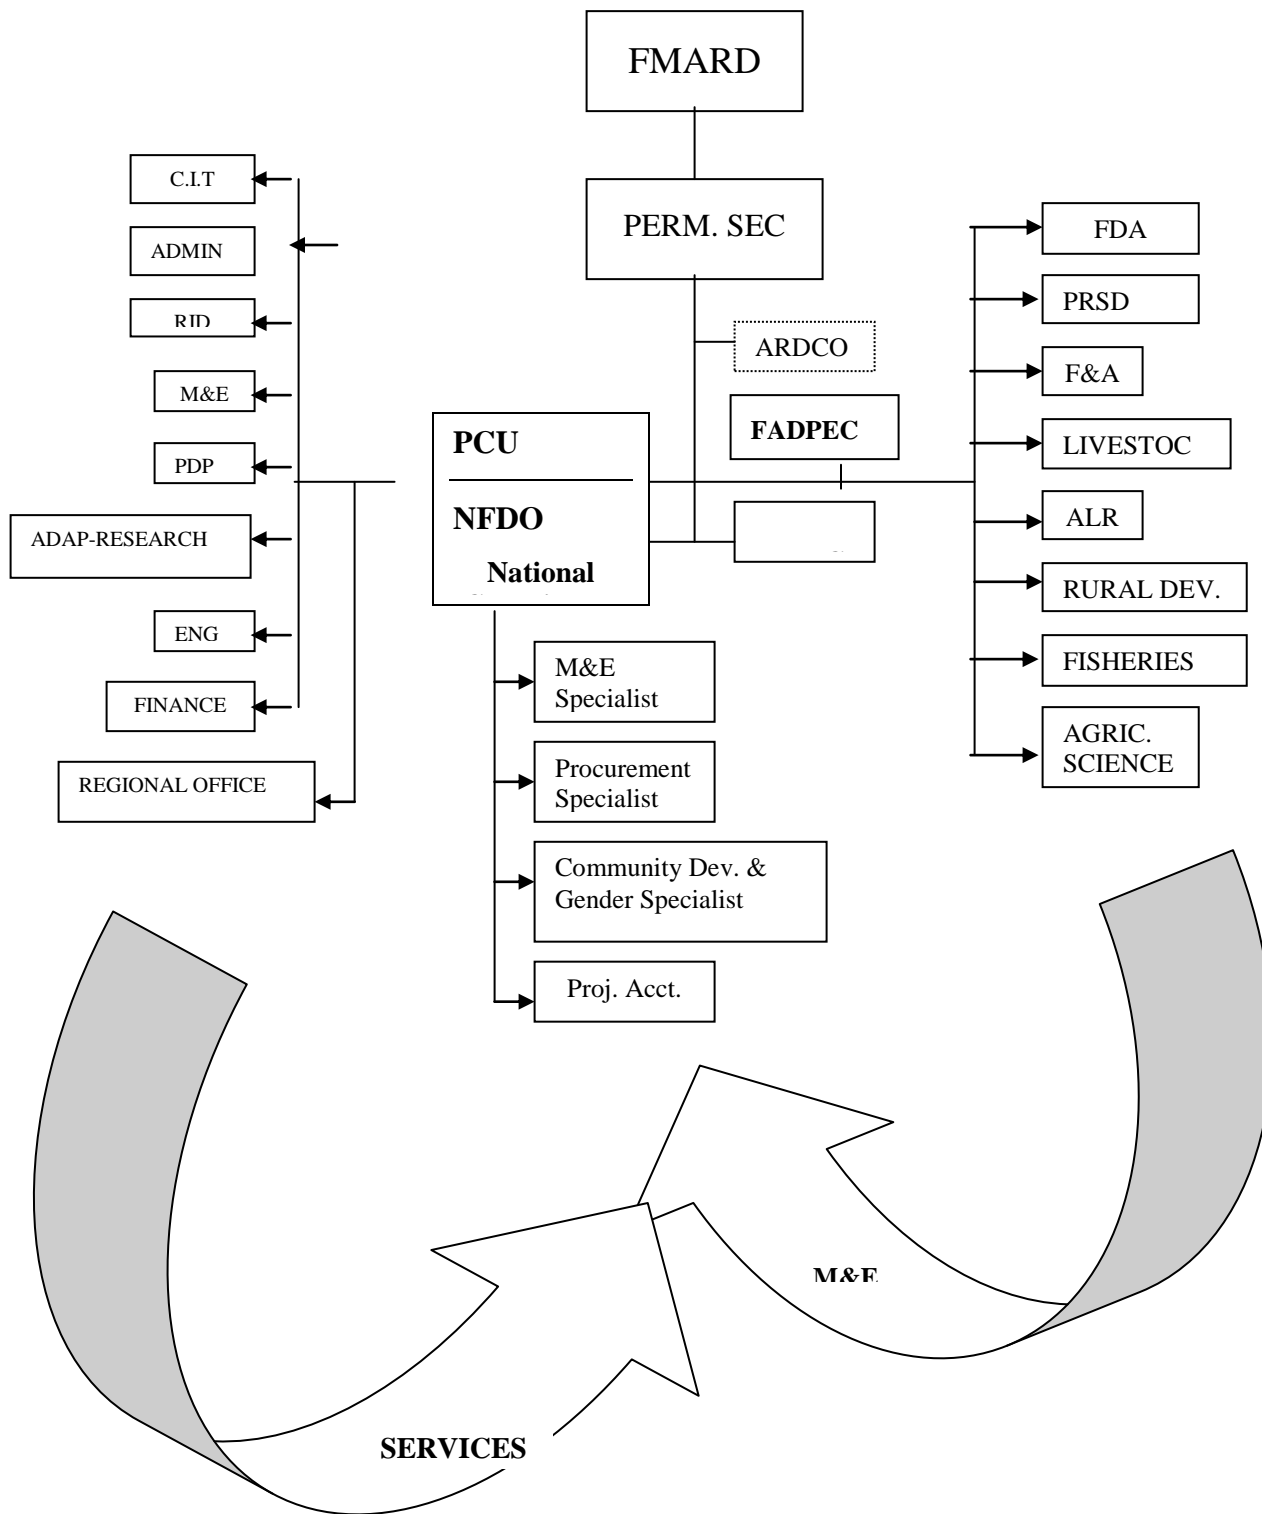 FMARD
PERM. SEC
ARDCO
FADPEC
PCU
NFDO
National
C.I.T
ADMIN
RID
M&E
PDP
ADAP-RESEARCH
ENG
FINANCE
REGIONAL OFFICE
FDA
PRSD
F&A
LIVESTOC
ALR
RURAL DEV.
FISHERIES
AGRIC.
SCIENCE
M&E
Specialist
Procurement
Specialist
Community Dev. &
Gender Specialist
Proj. Acct.
M&E
SERVICES